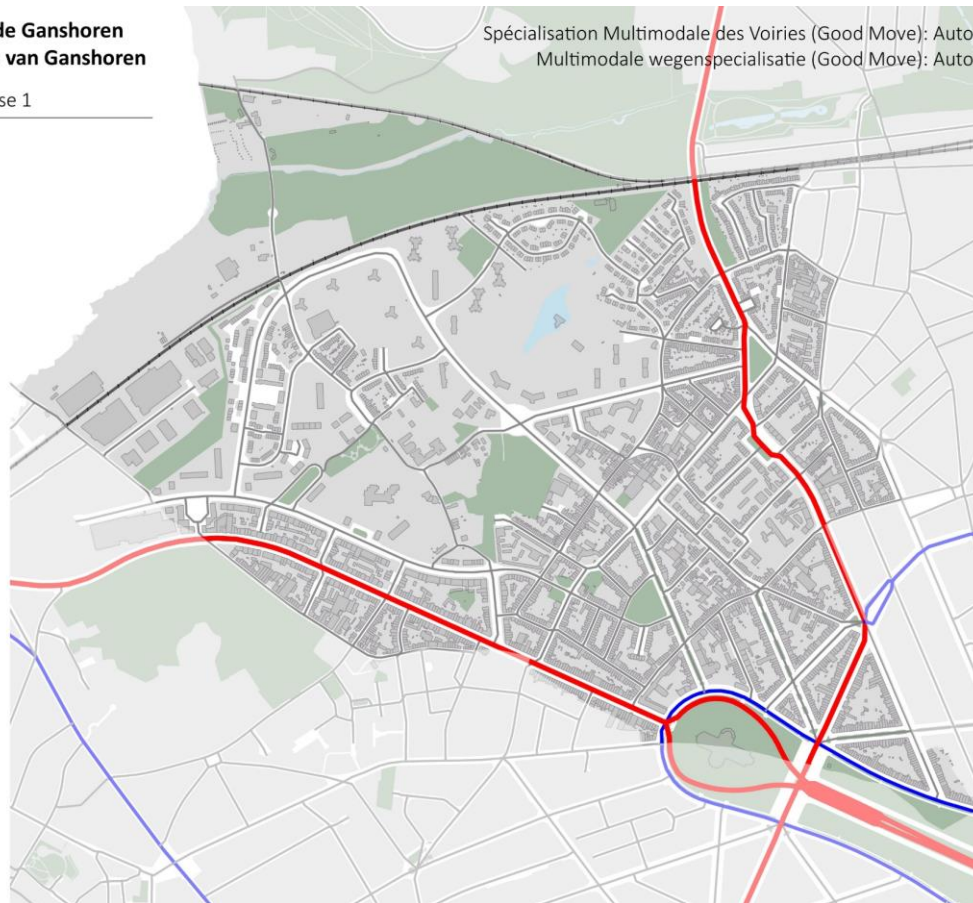 de Ganshoren
van Ganshoren
se 1
Spécialisation Multimodale des Voiries (Good Move): Auto
Multimodale wegenspecialisatie (Good Move): Auto